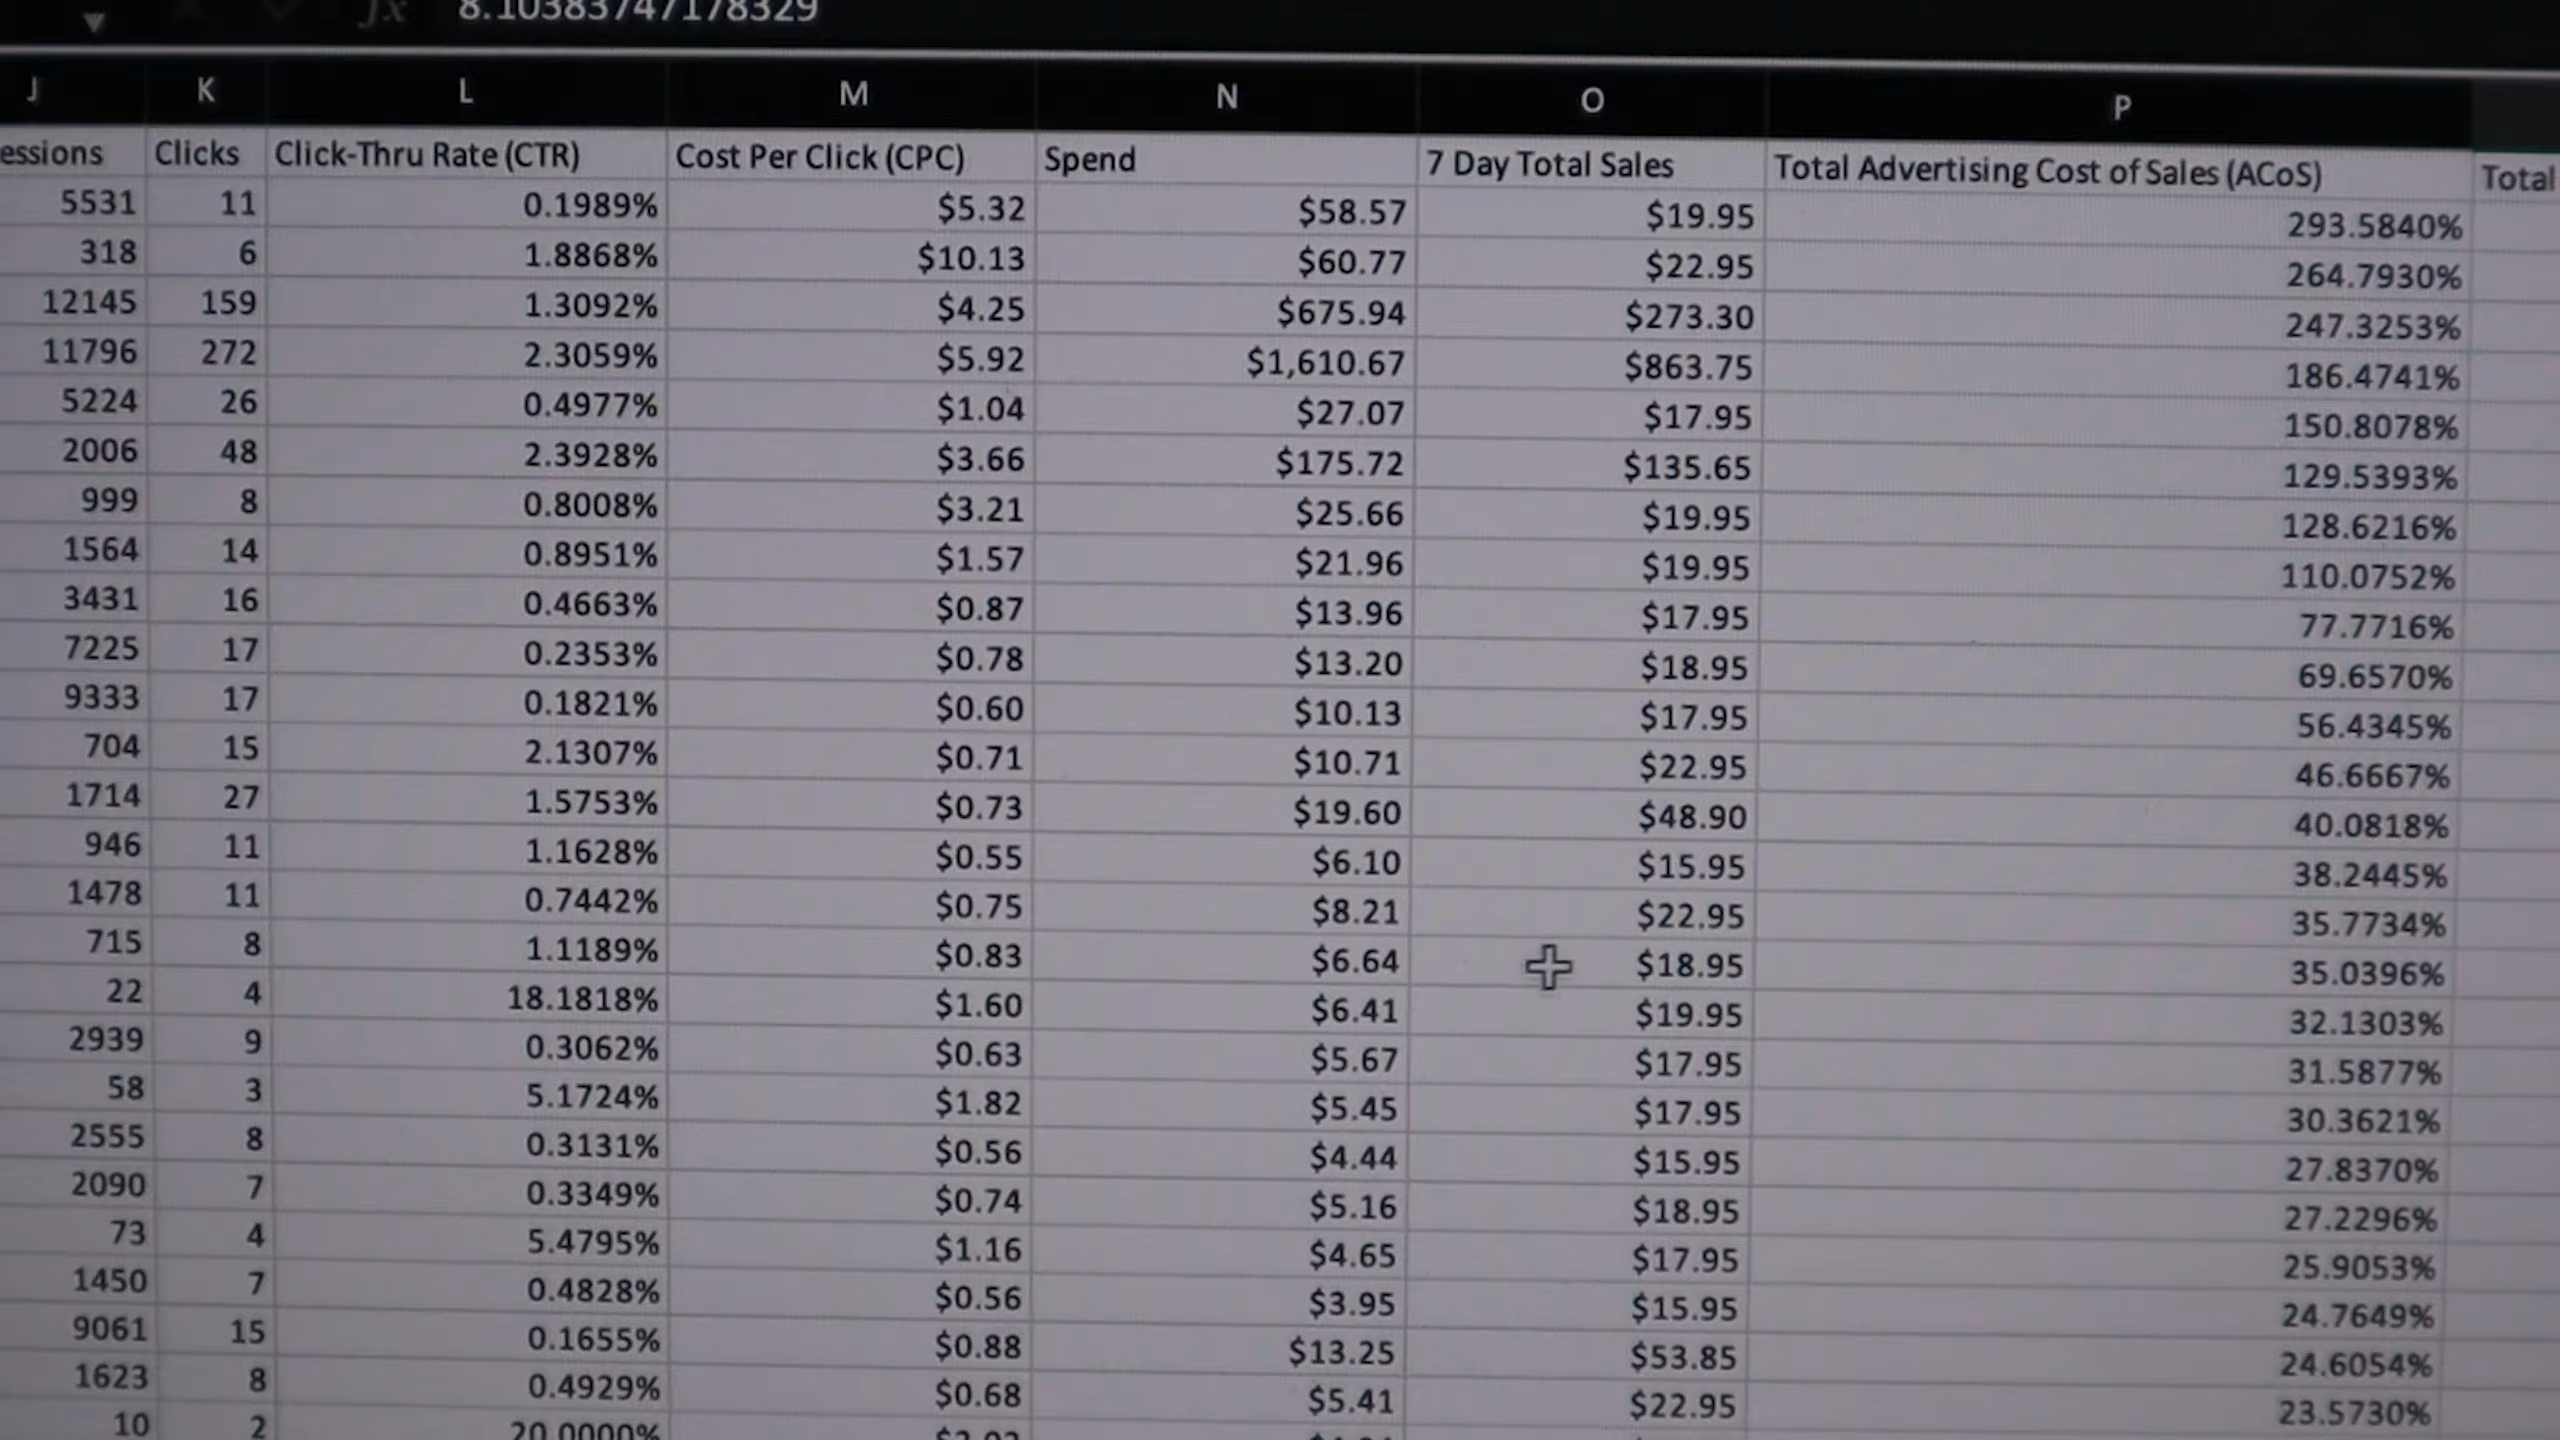 fx 8.10383747178329
J K L M N O P
essions Clicks Click-Thru Rate (CTR) Cost Per Click (CPC) Spend 7 Day Total Sales Total Advertising Cost of Sales (ACoS) Total
5531 11 0.1989% $5.32 $58.57 $19.95 293.5840%
318 6 1.8868% $10.13 $60.77 $22.95 264.7930%
12145 159 1.3092% $4.25 $675.94 $273.30 247.3253%
11796 272 2.3059% $5.92 $1,610.67 $863.75 186.4741%
5224 26 0.4977% $1.04 $27.07 $17.95 150.8078%
2006 48 2.3928% $3.66 $175.72 $135.65 129.5393%
999 8 0.8008% $3.21 $25.66 $19.95 128.6216%
1564 14 0.8951% $1.57 $21.96 $19.95 110.0752%
3431 16 0.4663% $0.87 $13.96 $17.95 77.7716%
7225 17 0.2353% $0.78 $13.20 $18.95 69.6570%
9333 17 0.1821% $0.60 $10.13 $17.95 56.4345%
704 15 2.1307% $0.71 $10.71 $22.95 46.6667%
1714 27 1.5753% $0.73 $19.60 $48.90 40.0818%
946 11 1.1628% $0.55 $6.10 $15.95 38.2445%
1478 11 0.7442% $0.75 $8.21 $22.95 35.7734%
715 8 1.1189% $0.83 $6.64 $18.95 35.0396%
22 4 18.1818% $1.60 $6.41 $19.95 32.1303%
2939 9 0.3062% $0.63 $5.67 $17.95 31.5877%
58 3 5.1724% $1.82 $5.45 $17.95 30.3621%
2555 8 0.3131% $0.56 $4.44 $15.95 27.8370%
2090 7 0.3349% $0.74 $5.16 $18.95 27.2296%
73 4 5.4795% $1.16 $4.65 $17.95 25.9053%
1450 7 0.4828% $0.56 $3.95 $15.95 24.7649%
9061 15 0.1655% $0.88 $13.25 $53.85 24.6054%
1623 8 0.4929% $0.68 $5.41 $22.95 23.5730%
10 2 20.0000%